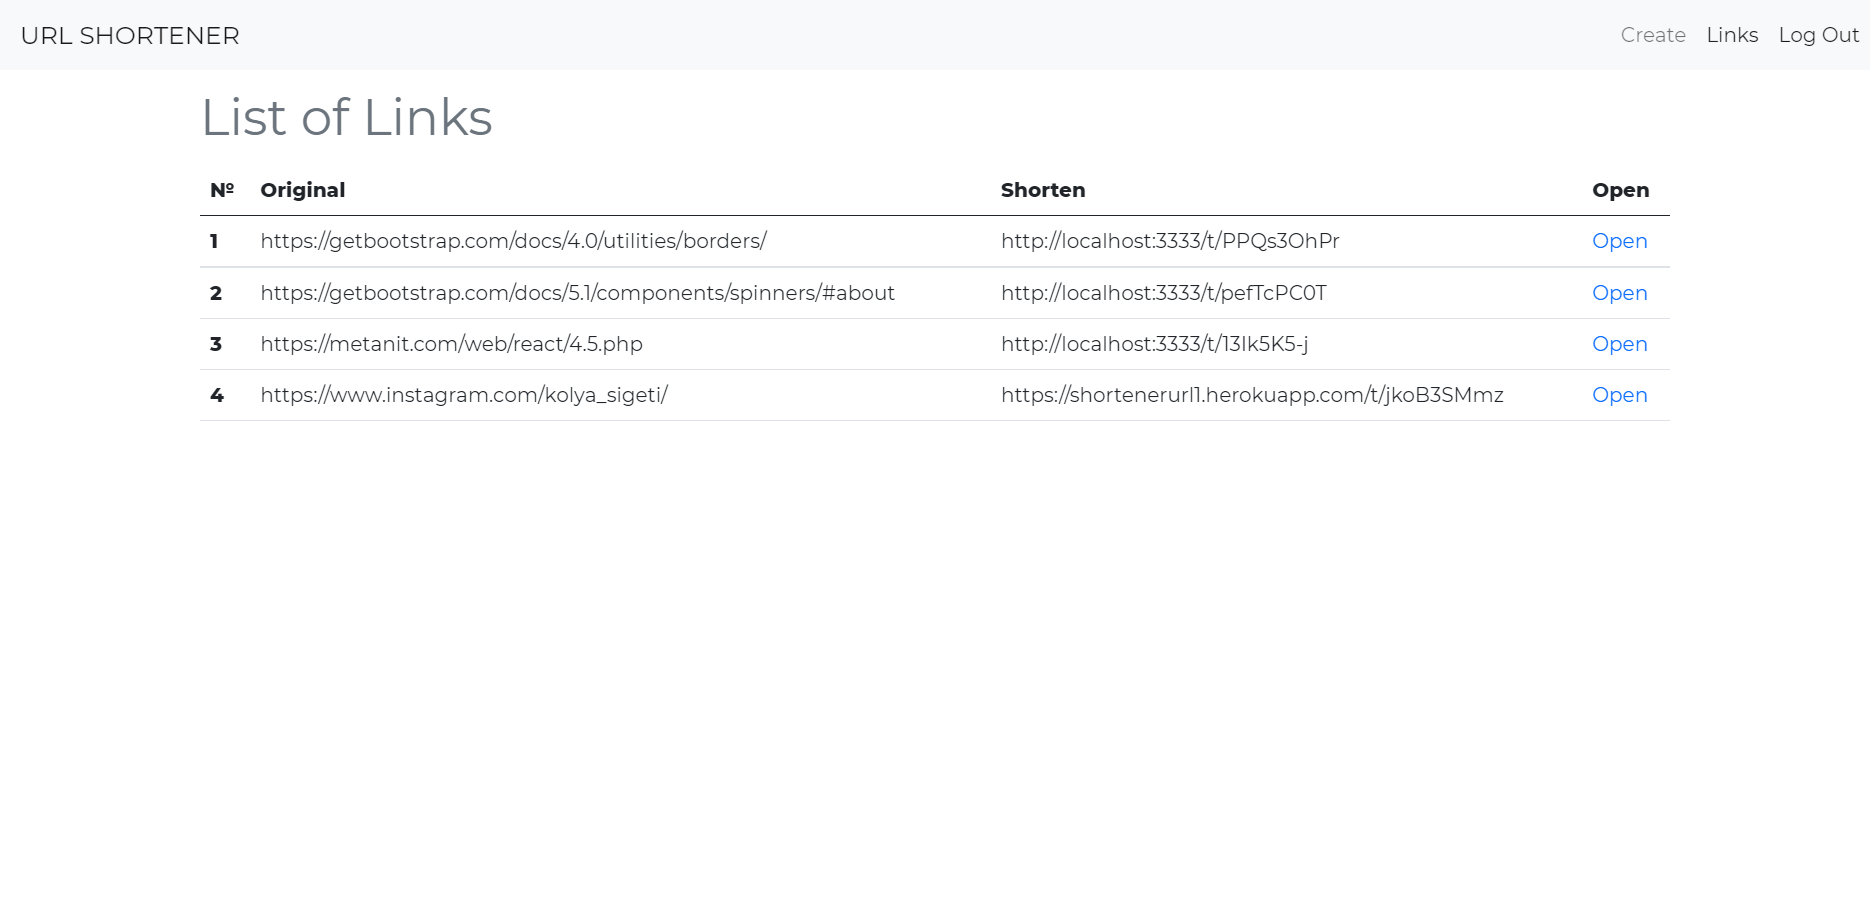 URL SHORTENER Create Links Log Out
List of Links
№ Original Shorten Open
1 https://getbootstrap.com/docs/4.0/utilities/borders/ http://localhost:3333/t/PPQs3OhPr Open
2 https://getbootstrap.com/docs/5.1/components/spinners/#about http://localhost:3333/t/pefTcPC0T Open
3 https://metanit.com/web/react/4.5.php http://localhost:3333/t/13Ik5K5-j Open
4 https://www.instagram.com/kolya_sigeti/ https://shortenerurl1.herokuapp.com/t/jkoB3SMmz Open